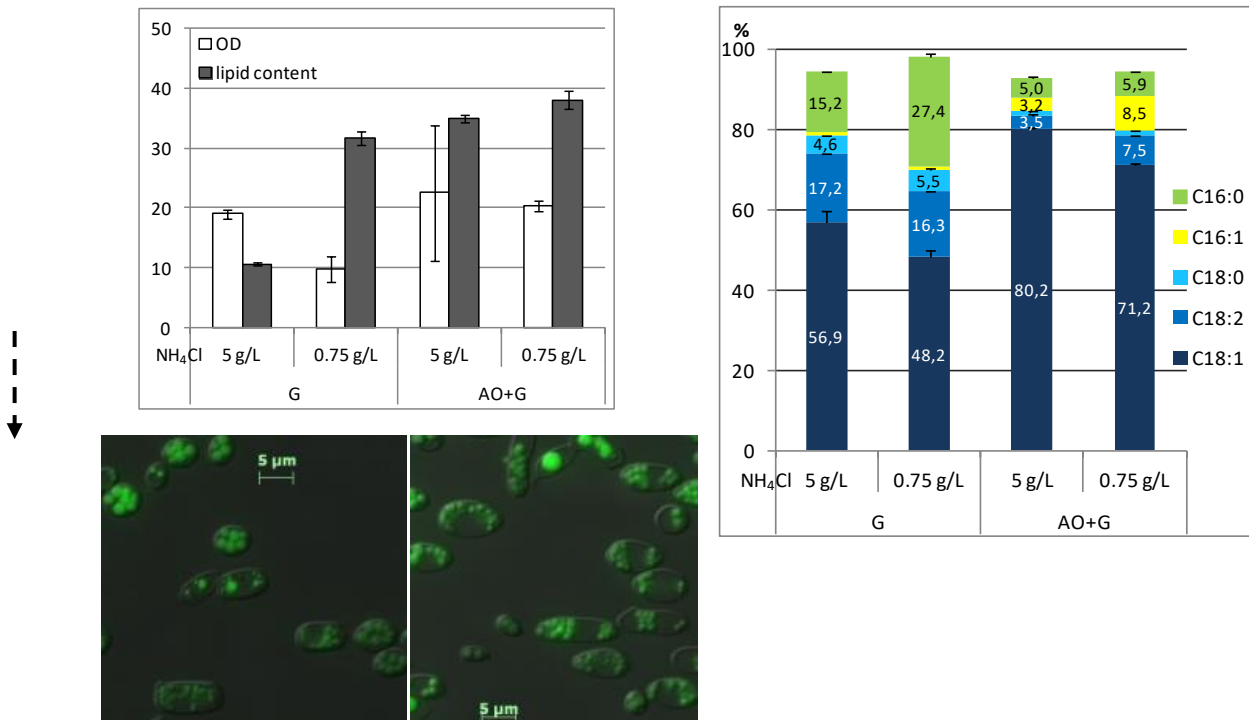 50
OD
lipid content
40
30
20
10
0
NH₄Cl 5 g/L 0.75 g/L 5 g/L 0.75 g/L
G AO+G
%
100
80
60
40
20
0
15,2
4,6
17,2
56,9
27,4
5,5
16,3
48,2
5,0
3,2
3,5
80,2
5,9
8,5
7,5
71,2
C16:0
C16:1
C18:0
C18:2
C18:1
NH₄Cl 5 g/L 0.75 g/L 5 g/L 0.75 g/L
G AO+G
5 µm
5 µm